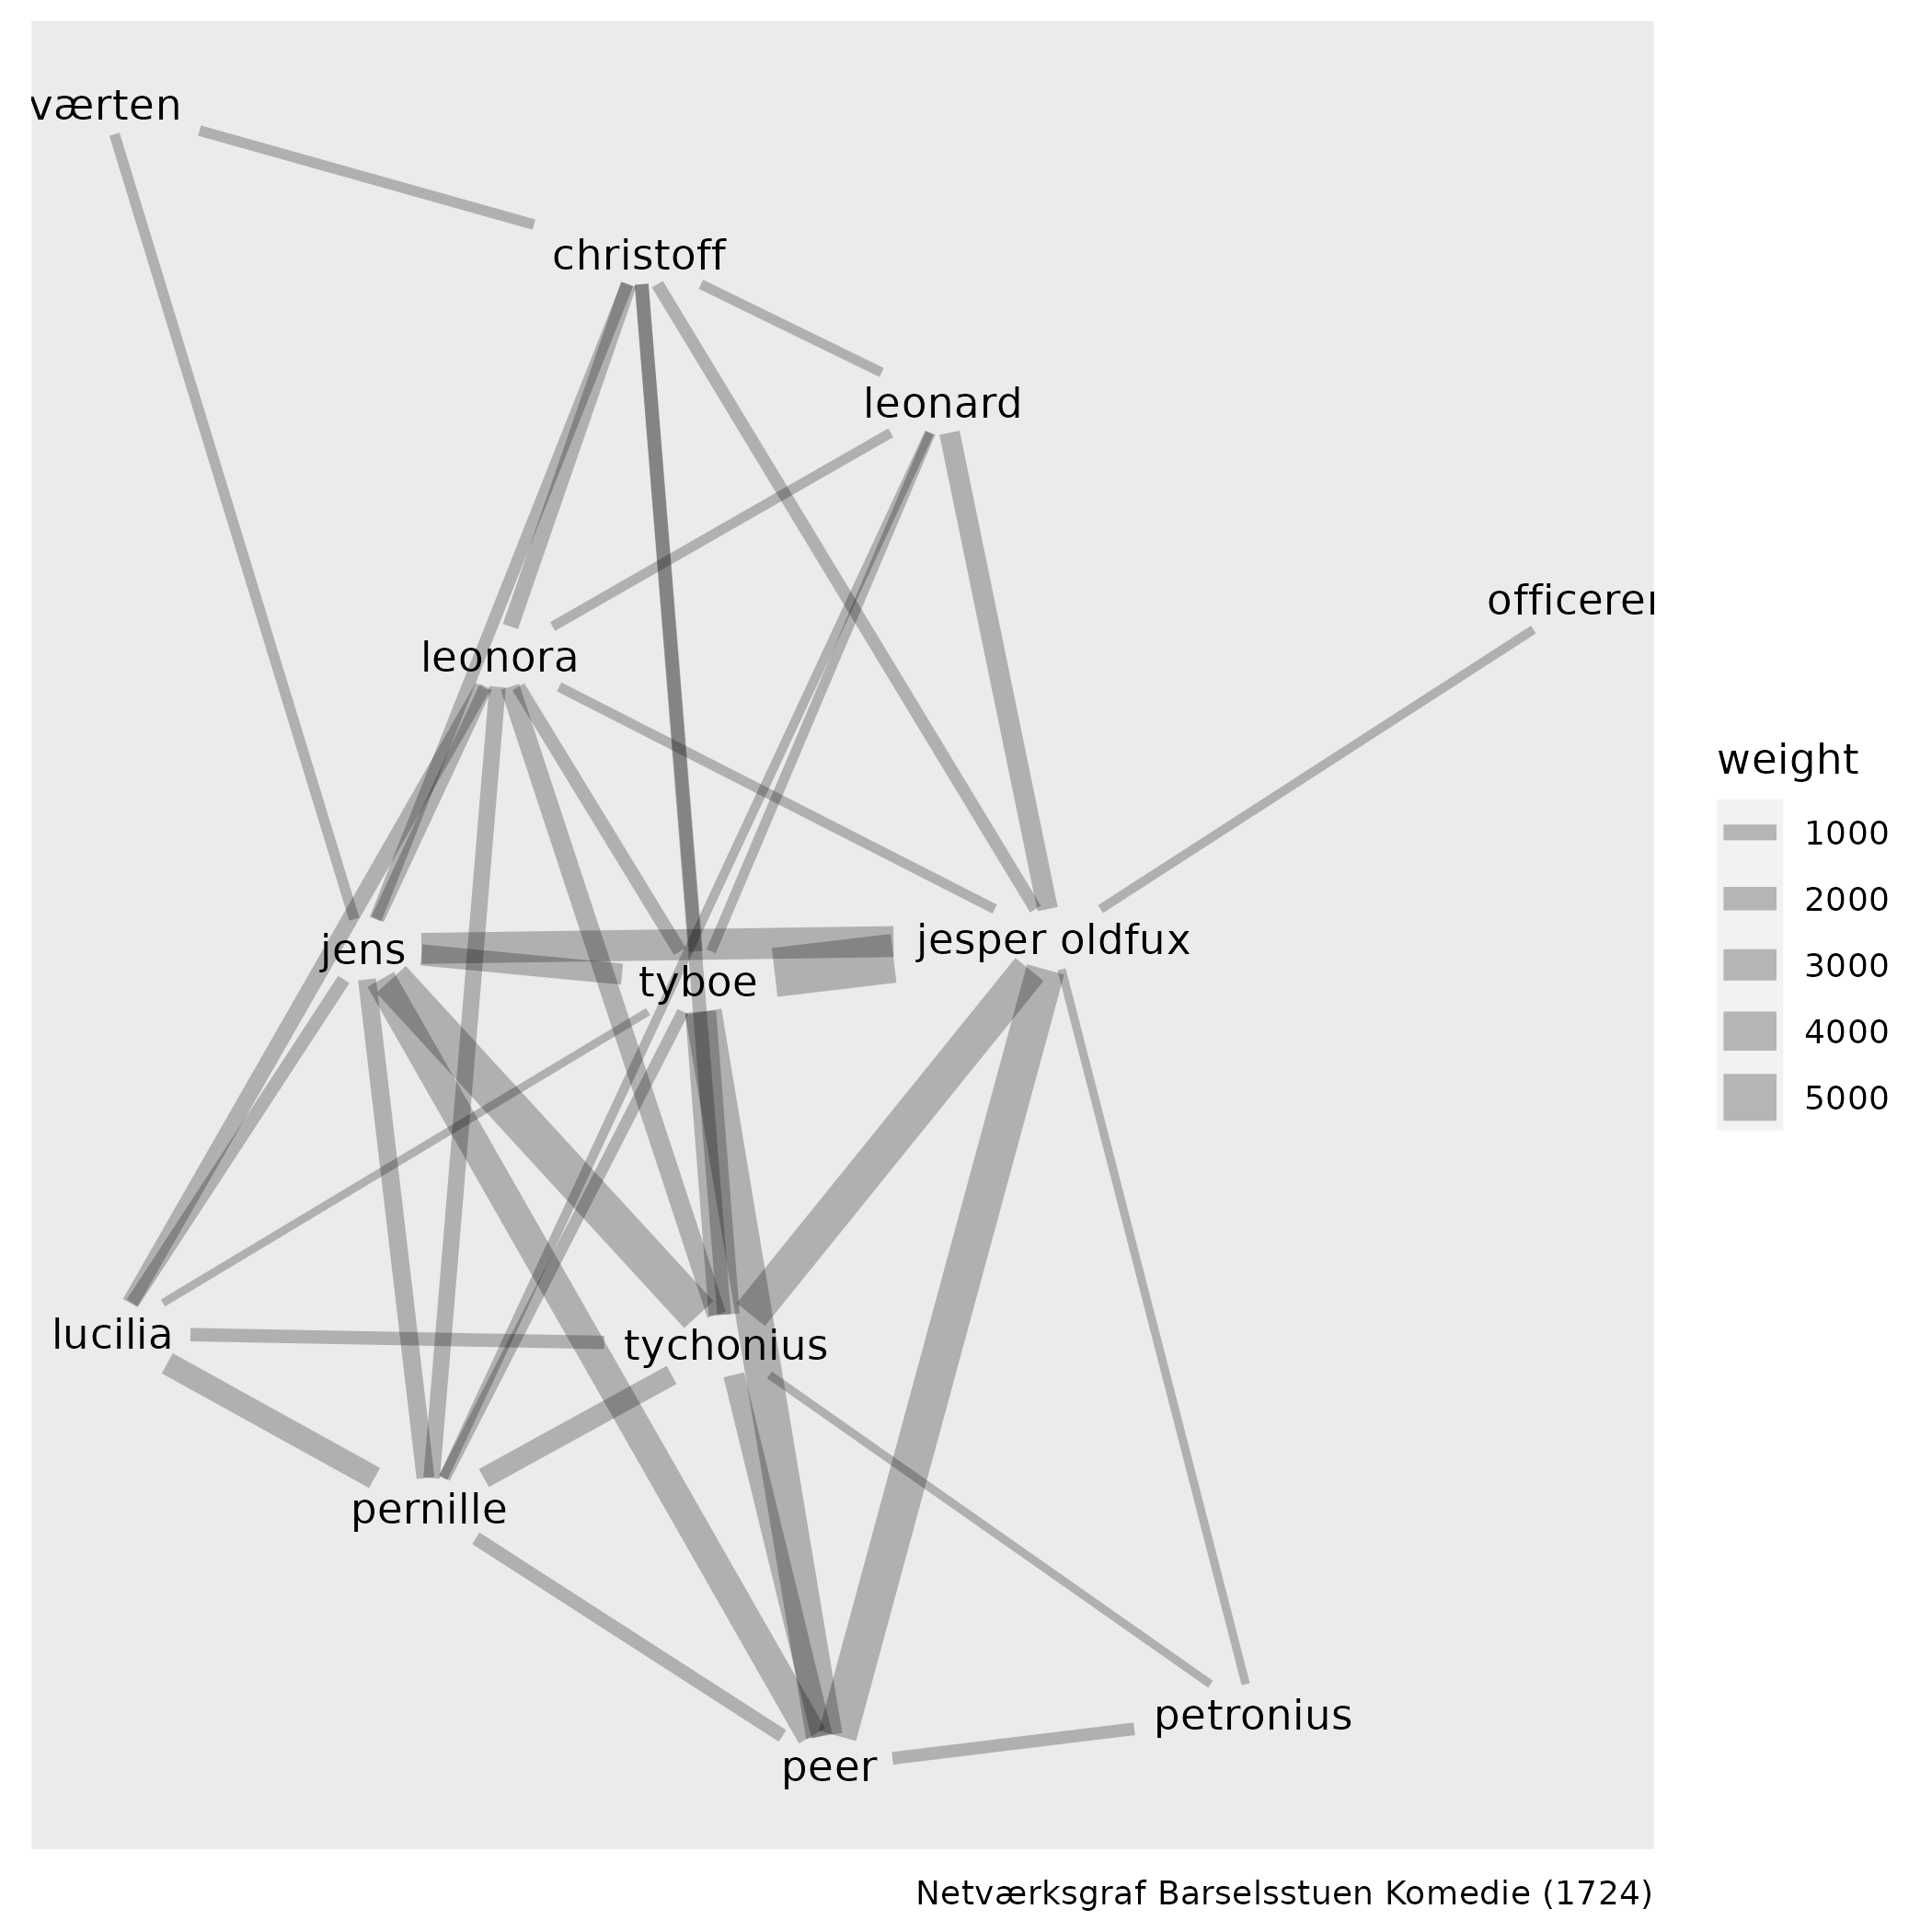 værten
christoff
leonard
officerer
leonora
weight
1000
2000
3000
4000
5000
jens
jesper oldfux
tyboe
lucilia
tychonius
pernille
petronius
peer
Netværksgraf Barselsstuen Komedie (1724)